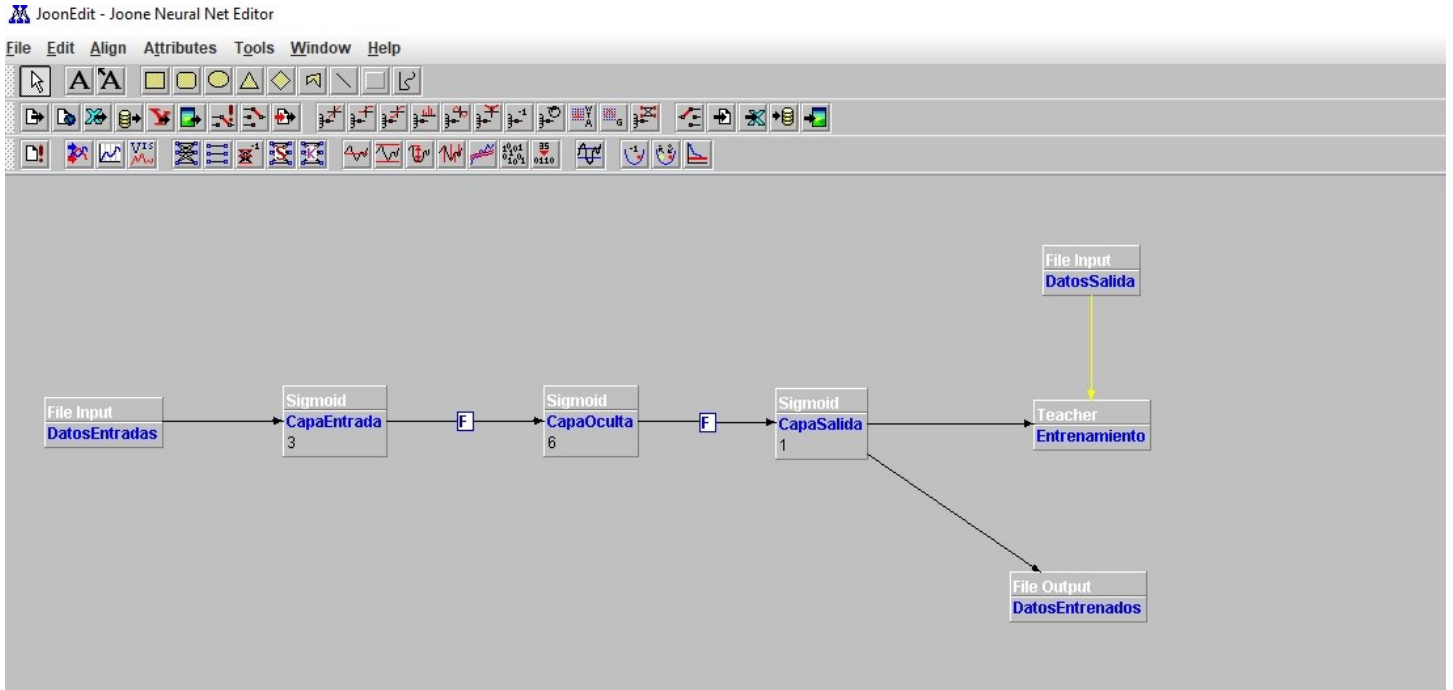 JoonEdit - Joone Neural Net Editor
File Edit Align Attributes Tools Window Help
A A
VIS
S K
File Input
DatosSalida
File Input
DatosEntradas
Sigmoid
CapaEntrada
3
F
Sigmoid
CapaOculta
6
F
Sigmoid
CapaSalida
1
Teacher
Entrenamiento
File Output
DatosEntrenados